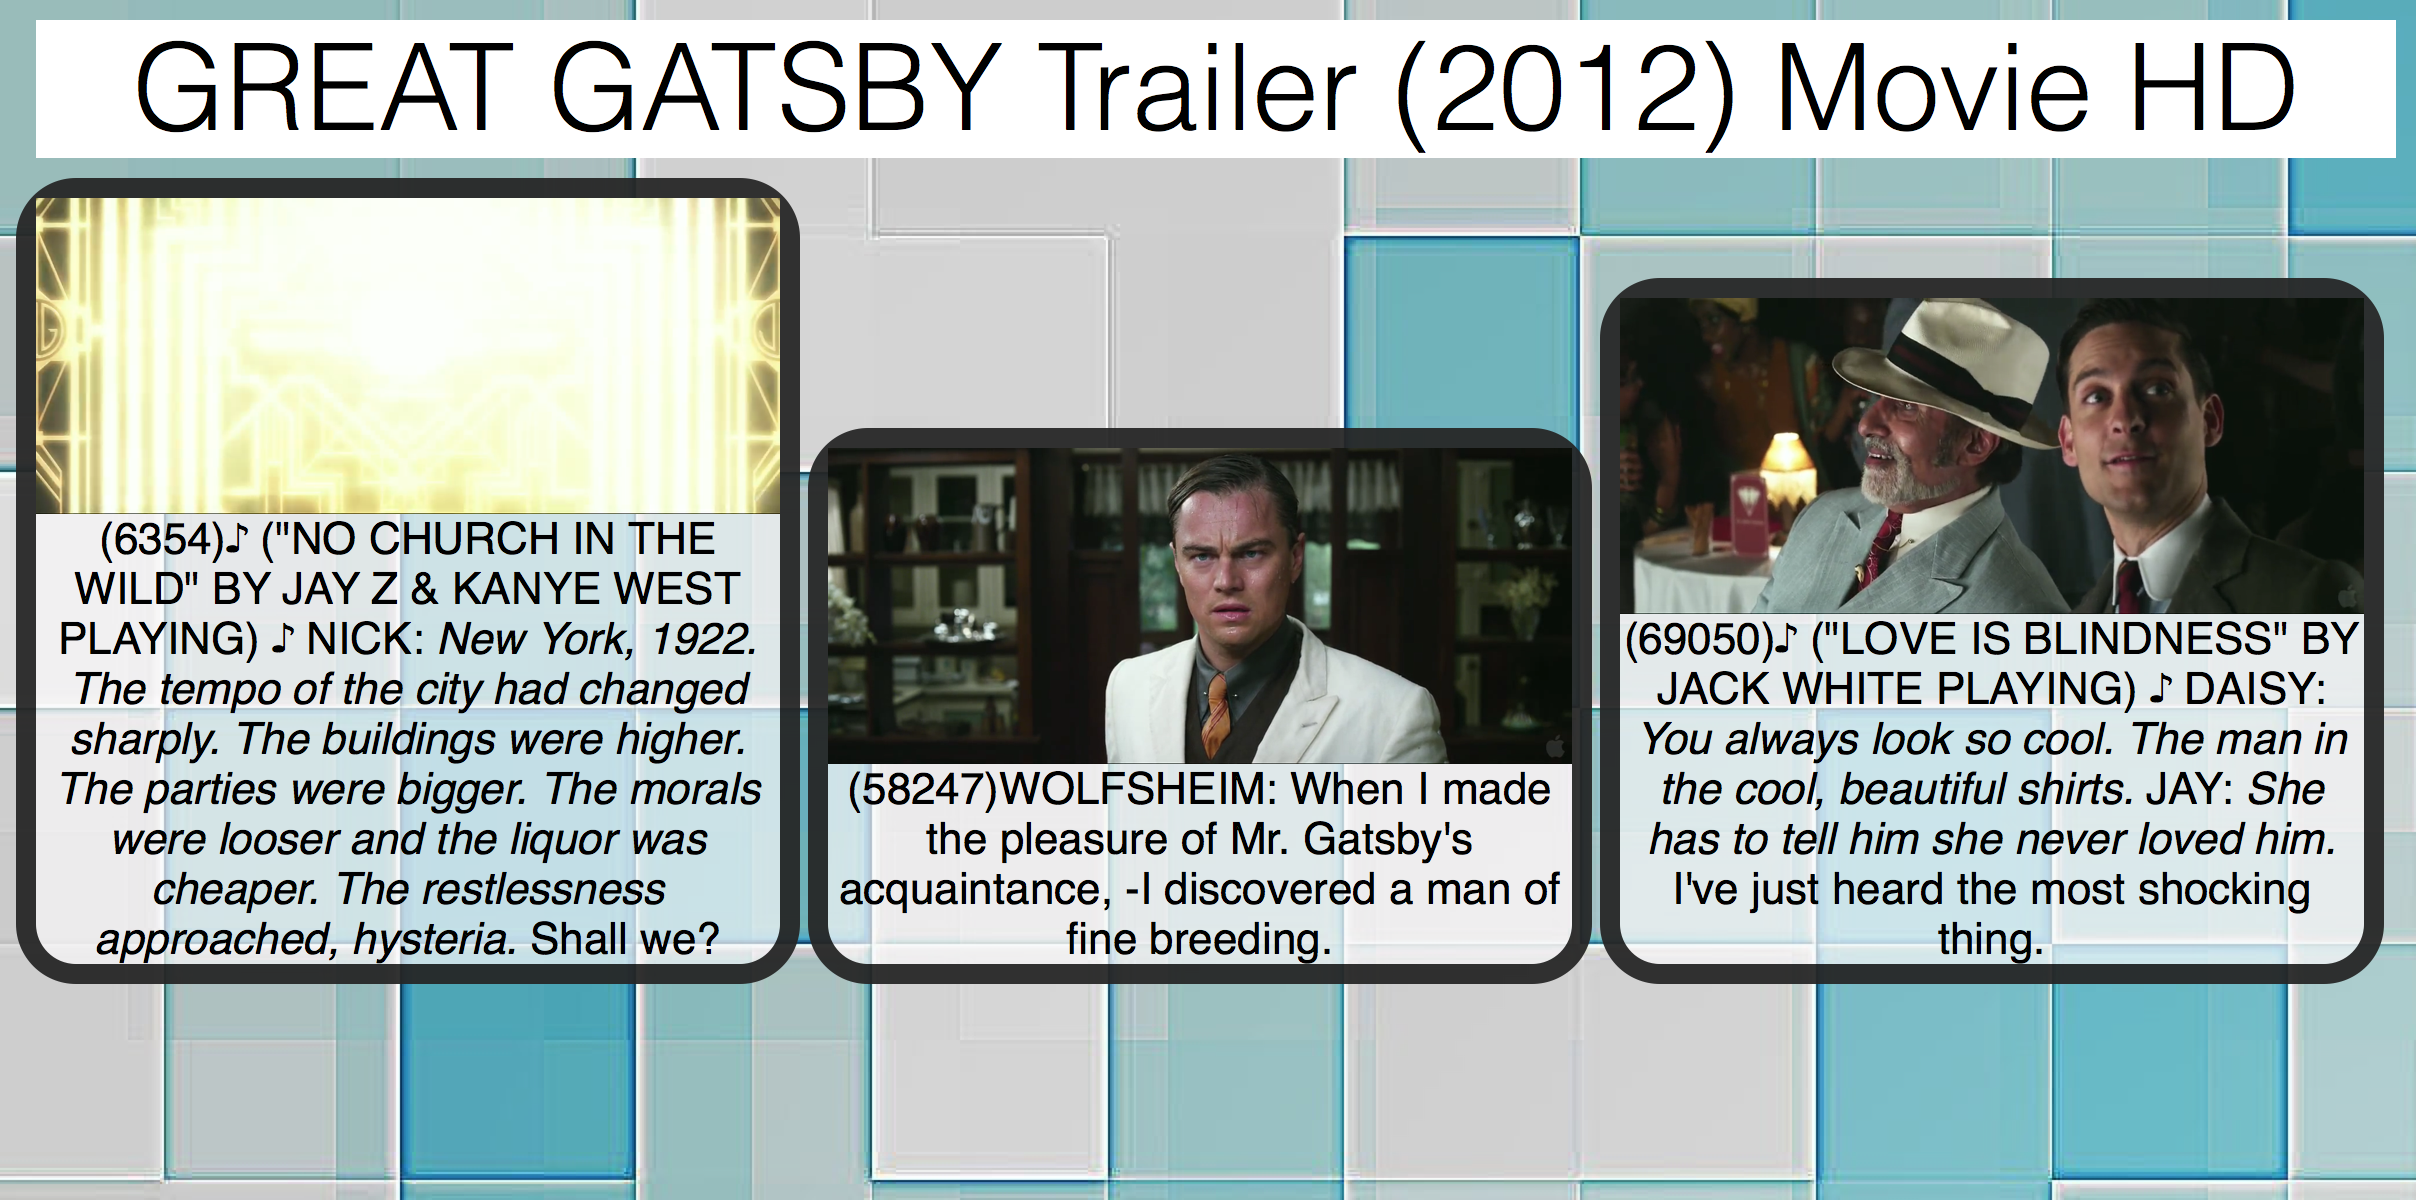 GREAT GATSBY Trailer (2012) Movie HD
(6354)♪ ("NO CHURCH IN THE
WILD" BY JAY Z & KANYE WEST
PLAYING) ♪ NICK: New York, 1922.
The tempo of the city had changed
sharply. The buildings were higher.
The parties were bigger. The morals
were looser and the liquor was
cheaper. The restlessness
approached, hysteria. Shall we?
(58247)WOLFSHEIM: When I made
the pleasure of Mr. Gatsby's
acquaintance, -I discovered a man of
fine breeding.
(69050)♪ ("LOVE IS BLINDNESS" BY
JACK WHITE PLAYING) ♪ DAISY:
You always look so cool. The man in
the cool, beautiful shirts. JAY: She
has to tell him she never loved him.
I've just heard the most shocking
thing.